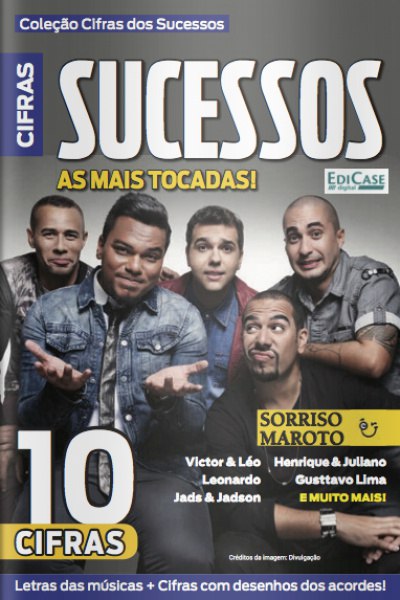 Coleção Cifras dos Sucessos
CIFRAS
SUCESSOS
AS MAIS TOCADAS!
EDICASE
digital
SORRISO
MAROTO
Victor & Léo
Leonardo
Jads & Jadson
Henrique & Juliano
Gusttavo Lima
E MUITO MAIS!
10
CIFRAS
Créditos da imagem: Divulgação
Letras das músicas + Cifras com desenhos dos acordes!